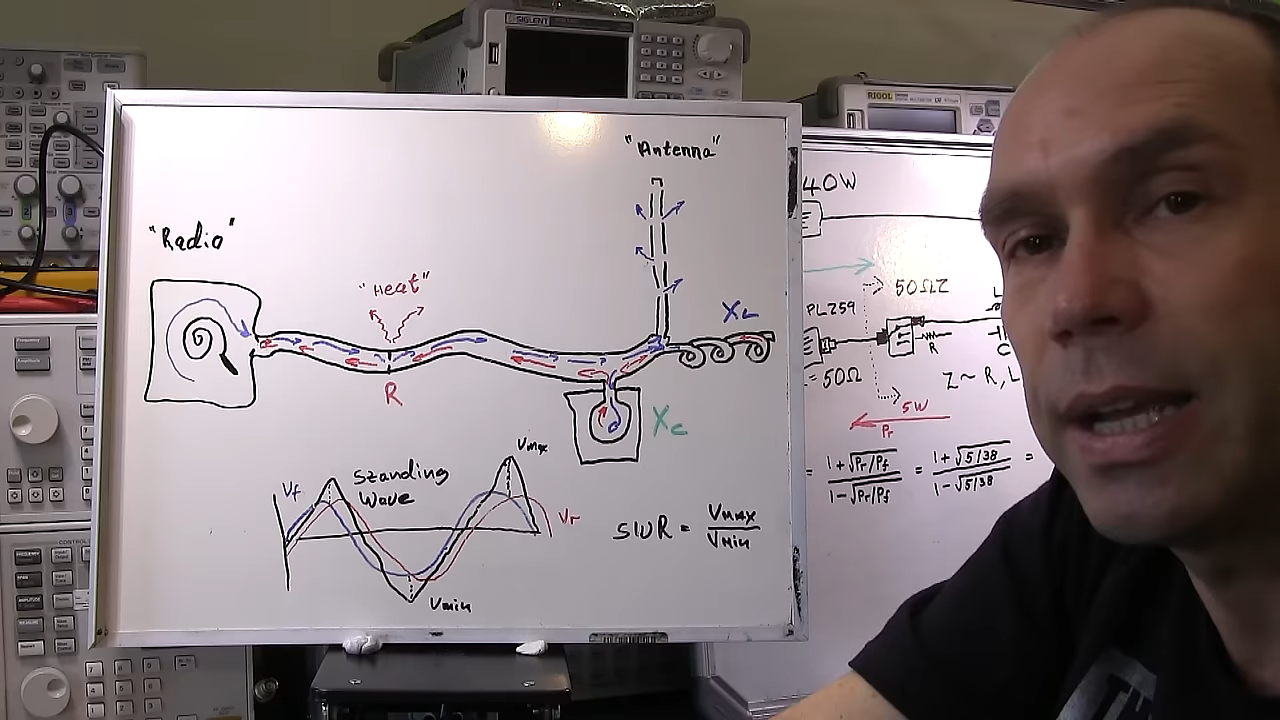 SIGLENT
RIGOL
"Antenna"
"Radio"
"Heat"
R
XL
XC
Szanding
Wave
Vf
Vmax
Vr
Vmin
SWR = VMAX
VMIN
40W
50ΩZ
PL259
= 50Ω
R
L
C
Z ~ R, L
5W
Pr
= 1+√Pr/Pf = 1+√5/38 =
1-√Pr/Pf 1-√5/38